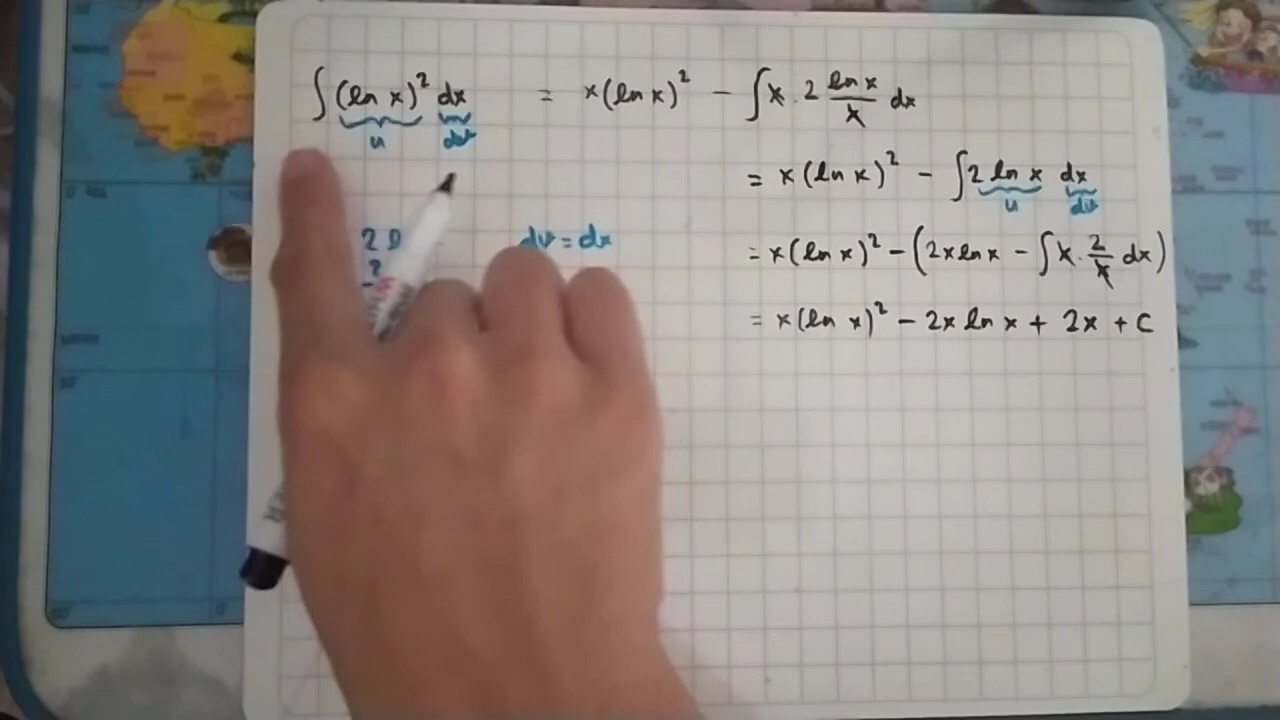 ∫(ln x)² dx = x(ln x)² - ∫x · 2 ln x / x dx
u dv
= x(ln x)² - ∫2 ln x dx
u dv
dv = dx
= x(ln x)² - (2x ln x - ∫x · 2/x dx)
= x(ln x)² - 2x ln x + 2x + C